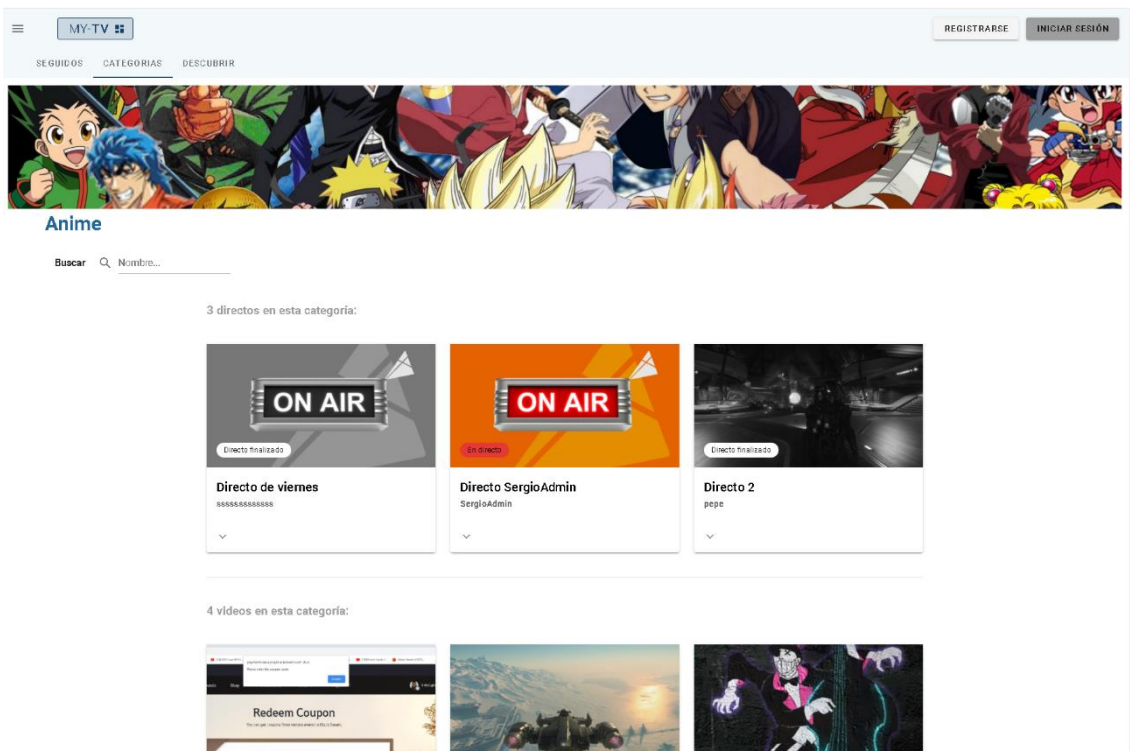 MY-TV
REGISTRARSE
INICIAR SESIÓN
SEGUIDOS CATEGORIAS DESCUBRIR
Anime
Buscar Nombre...
3 directos en esta categoría:
ON AIR
ON AIR
Directo finalizado
En directo
Directo finalizado
Directo de viernes
Directo SergioAdmin
Directo 2
sssssssssssss
SergioAdmin
pepe
4 videos en esta categoría:
Shop
Redeem Coupon